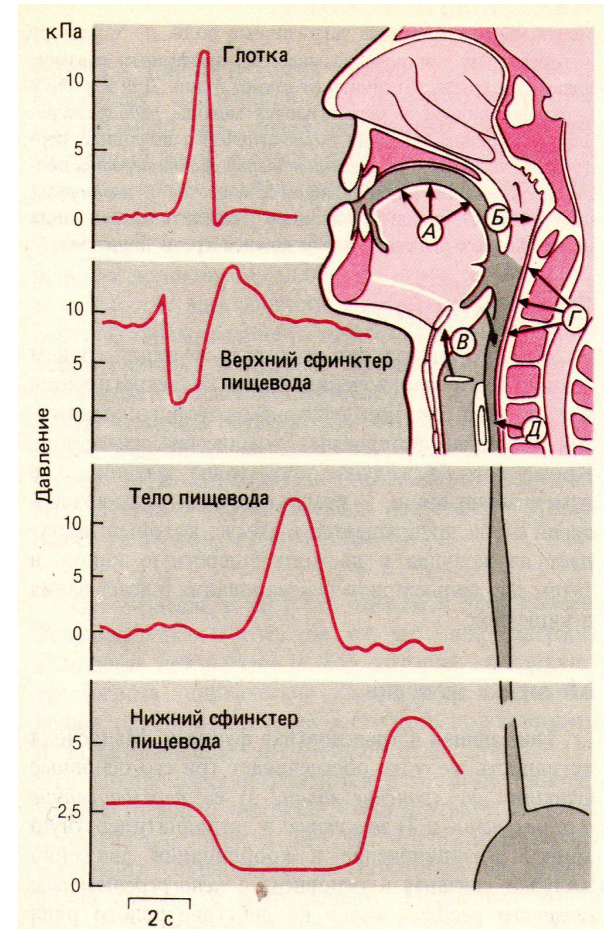 кПа
Глотка
10
5
0
А
Б
В
Г
Д
10
5
0
Верхний сфинктер
пищевода
Давление
Тело пищевода
10
5
0
Нижний сфинктер
пищевода
5
2,5
0
2 с